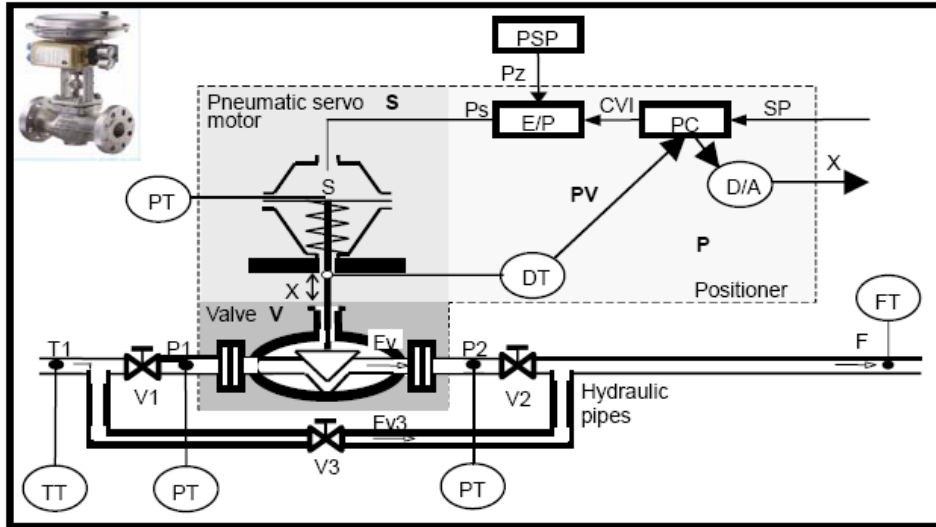 PSP
Pz
Pneumatic servo motor S
Ps
E/P
CVI
PC
SP
S
PT
PV
D/A
X
P
DT
X
Positioner
Valve V
FT
T1
P1
Fv
P2
F
V1
V2
Hydraulic
pipes
Fv3
V3
TT
PT
PT